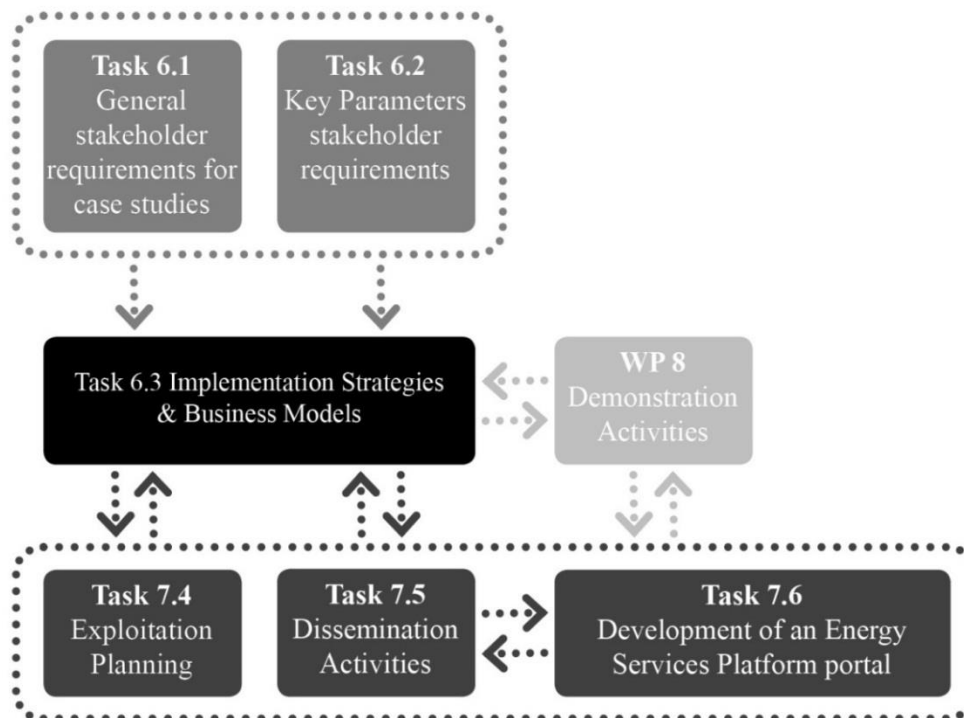 Task 6.1
General
stakeholder
requirements for
case studies
Task 6.2
Key Parameters
stakeholder
requirements
Task 6.3 Implementation Strategies
& Business Models
WP 8
Demonstration
Activities
Task 7.4
Exploitation
Planning
Task 7.5
Dissemination
Activities
Task 7.6
Development of an Energy
Services Platform portal